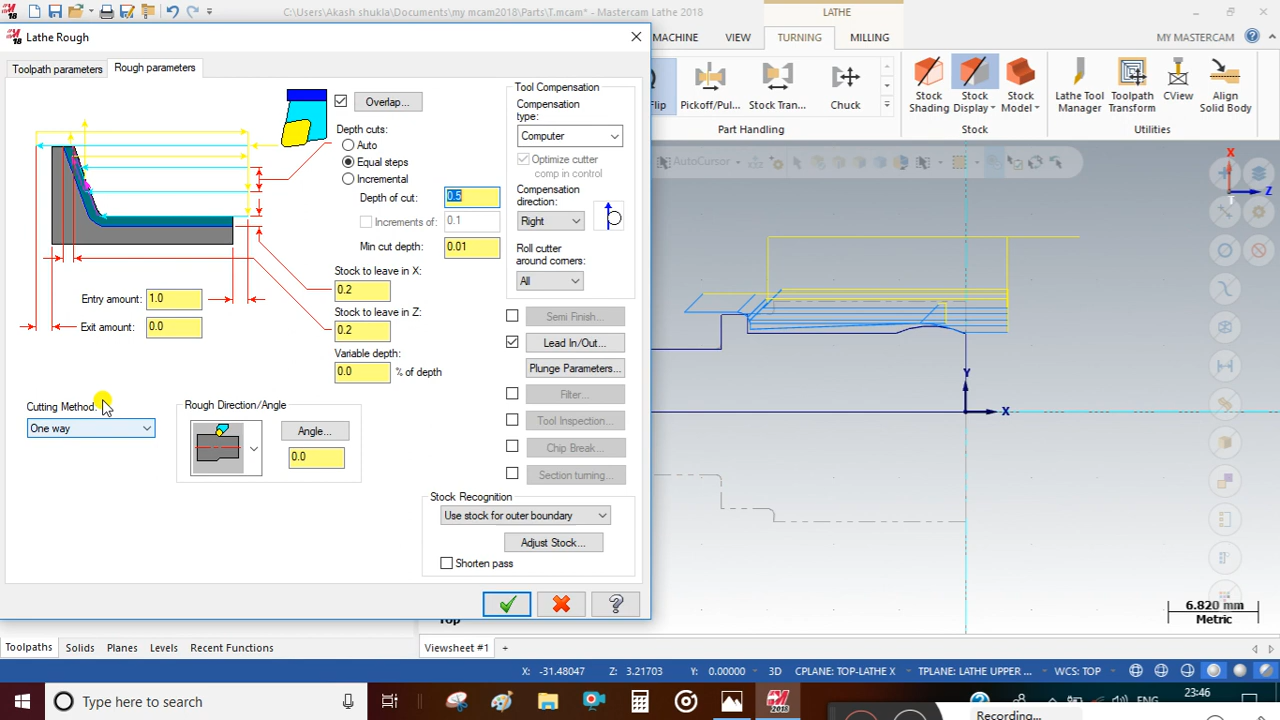 18
C:\Users\Akash shukla\Documents\my mcam2018\Parts\T.mcam* - Mastercam Lathe 2018
LATHE
MACHINE
VIEW
TURNING
MILLING
MY MASTERCAM
18 Lathe Rough
Toolpath parameters
Rough parameters
Flip
Pickoff/Pul...
Stock Tran...
Chuck
Part Handling
Stock Shading
Stock Display
Stock Model
Stock
Lathe Tool Manager
Toolpath Transform
CView
Align Solid Body
Utilities
AutoCursor
Overlap...
Depth cuts:
Auto
Equal steps
Incremental
Depth of cut:
0.5
Increments of:
0.1
Min cut depth:
0.01
Stock to leave in X:
0.2
Stock to leave in Z:
0.2
Variable depth:
0.0
% of depth
Entry amount:
1.0
Exit amount:
0.0
Cutting Method:
One way
Rough Direction/Angle
Angle...
0.0
Tool Compensation
Compensation type:
Computer
Optimize cutter comp in control
Compensation direction:
Right
Roll cutter around corners:
All
Semi Finish...
Lead In/Out...
Plunge Parameters...
Filter...
Tool Inspection...
Chip Break...
Section turning...
Stock Recognition
Use stock for outer boundary
Adjust Stock...
Shorten pass
X
Z
Y
X
6.820 mm
Metric
Top
Toolpaths
Solids
Planes
Levels
Recent Functions
Viewsheet #1
+
X: -31.48047
Z: 3.21703
Y: 0.00000
3D
CPLANE: TOP-LATHE X
TPLANE: LATHE UPPER ...
WCS: TOP
Type here to search
18
ENG
23:46
Recording...